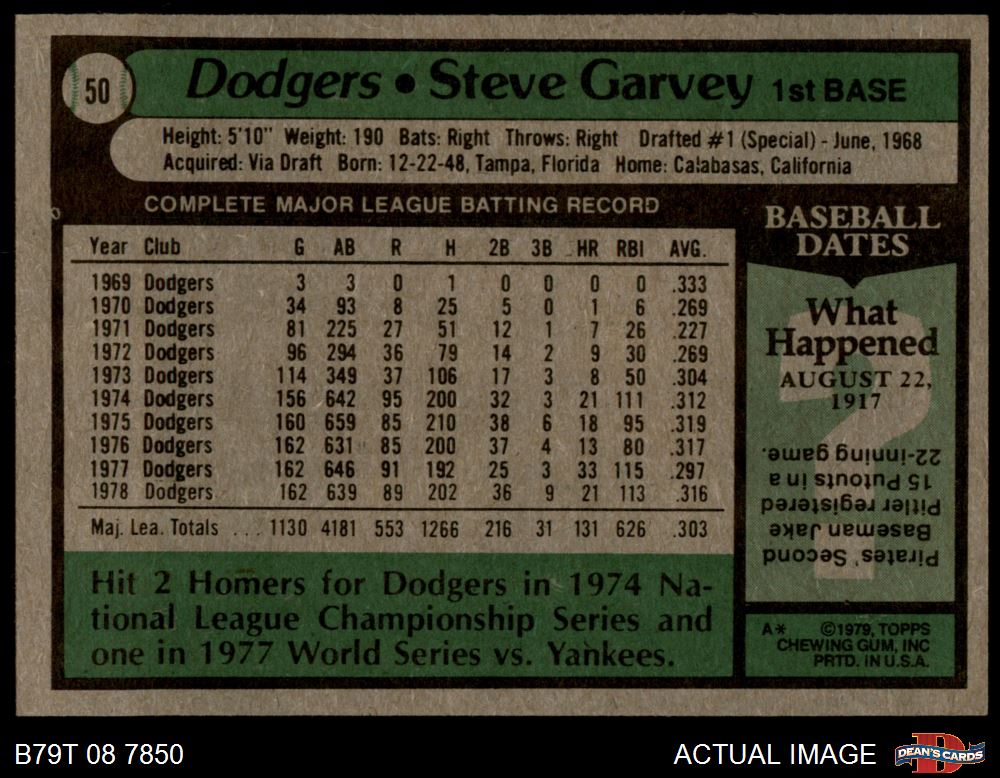 50
Dodgers • Steve Garvey 1st BASE
Height: 5'10" Weight: 190 Bats: Right Throws: Right Drafted #1 (Special) - June, 1968
Acquired: Via Draft Born: 12-22-48, Tampa, Florida Home: Calabasas, California
COMPLETE MAJOR LEAGUE BATTING RECORD
Year Club G AB R H 2B 3B HR RBI AVG.
1969 Dodgers 3 3 0 1 0 0 0 0 .333
1970 Dodgers 34 93 8 25 5 0 1 6 .269
1971 Dodgers 81 225 27 51 12 1 7 26 .227
1972 Dodgers 96 294 36 79 14 2 9 30 .269
1973 Dodgers 114 349 37 106 17 3 8 50 .304
1974 Dodgers 156 642 95 200 32 3 21 111 .312
1975 Dodgers 160 659 85 210 38 6 18 95 .319
1976 Dodgers 162 631 85 200 37 4 13 80 .317
1977 Dodgers 162 646 91 192 25 3 33 115 .297
1978 Dodgers 162 639 89 202 36 9 21 113 .316
Maj. Lea. Totals ... 1130 4181 553 1266 216 31 131 626 .303
Hit 2 Homers for Dodgers in 1974 Na-
tional League Championship Series and
one in 1977 World Series vs. Yankees.
BASEBALL
DATES
What
Happened
AUGUST 22,
1917
Pirates' Second
Baseman Jake
Pitler registered
15 Putouts in a
22-inning game.
A* ©1979, TOPPS
CHEWING GUM, INC
PRTD. IN U.S.A.
B79T 08 7850
ACTUAL IMAGE
DEAN'S CARDS